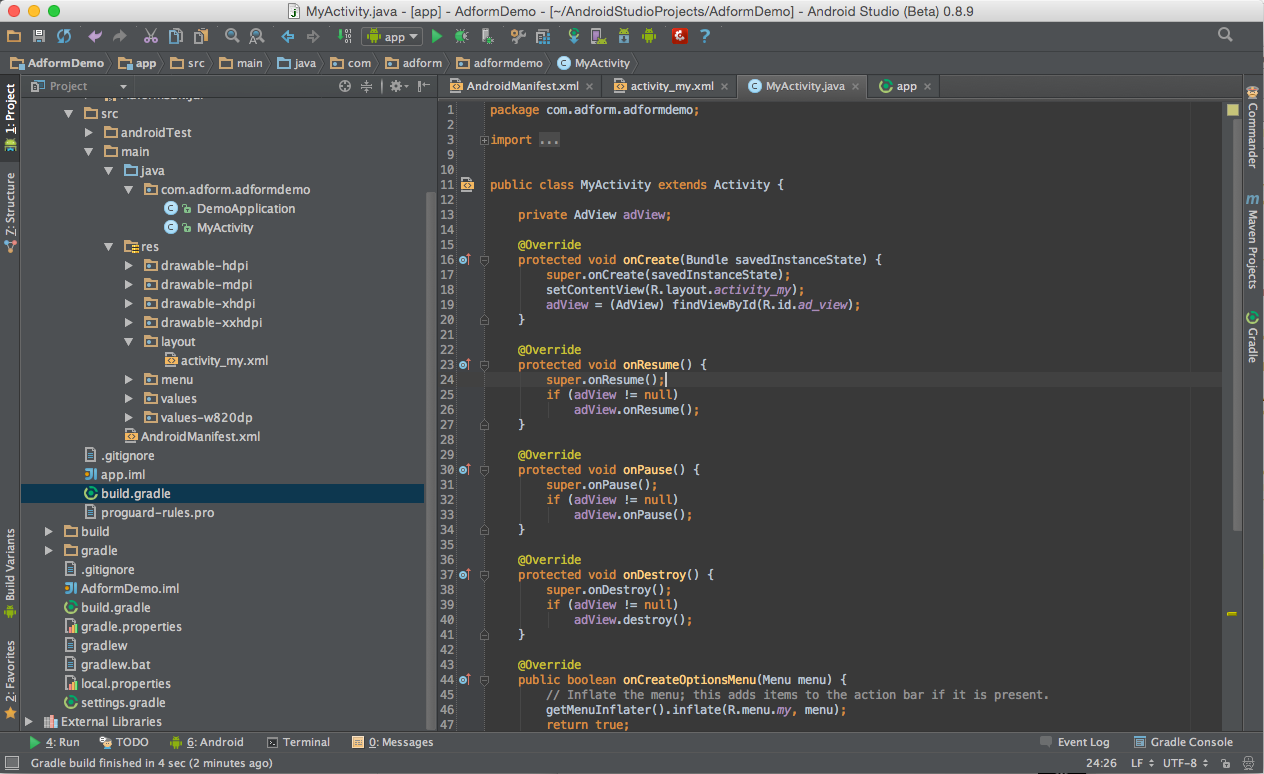 MyActivity.java - [app] - AdformDemo - [~/AndroidStudioProjects/AdformDemo] - Android Studio (Beta) 0.8.9
app
AdformDemo app src main java com adform adformdemo MyActivity
Project
AndroidManifest.xml activity_my.xml MyActivity.java app
1: Project
Z: Structure
Build Variants
2: Favorites
src
androidTest
main
java
com.adform.adformdemo
DemoApplication
MyActivity
res
drawable-hdpi
drawable-mdpi
drawable-xhdpi
drawable-xxhdpi
layout
activity_my.xml
menu
values
values-w820dp
AndroidManifest.xml
.gitignore
app.iml
build.gradle
proguard-rules.pro
build
gradle
.gitignore
AdformDemo.iml
build.gradle
gradle.properties
gradlew
gradlew.bat
local.properties
settings.gradle
External Libraries
1 package com.adform.adformdemo;
2
3 import ...
9
10
11 public class MyActivity extends Activity {
12
13 private AdView adView;
14
15 @Override
16 protected void onCreate(Bundle savedInstanceState) {
17 super.onCreate(savedInstanceState);
18 setContentView(R.layout.activity_my);
19 adView = (AdView) findViewById(R.id.ad_view);
20 }
21
22 @Override
23 protected void onResume() {
24 super.onResume();
25 if (adView != null)
26 adView.onResume();
27 }
28
29 @Override
30 protected void onPause() {
31 super.onPause();
32 if (adView != null)
33 adView.onPause();
34 }
35
36 @Override
37 protected void onDestroy() {
38 super.onDestroy();
39 if (adView != null)
40 adView.destroy();
41 }
42
43 @Override
44 public boolean onCreateOptionsMenu(Menu menu) {
45 // Inflate the menu; this adds items to the action bar if it is present.
46 getMenuInflater().inflate(R.menu.my, menu);
47 return true;
Commander
Maven Projects
Gradle
4: Run TODO 6: Android Terminal 0: Messages Event Log Gradle Console
Gradle build finished in 4 sec (2 minutes ago) 24:26 LF UTF-8